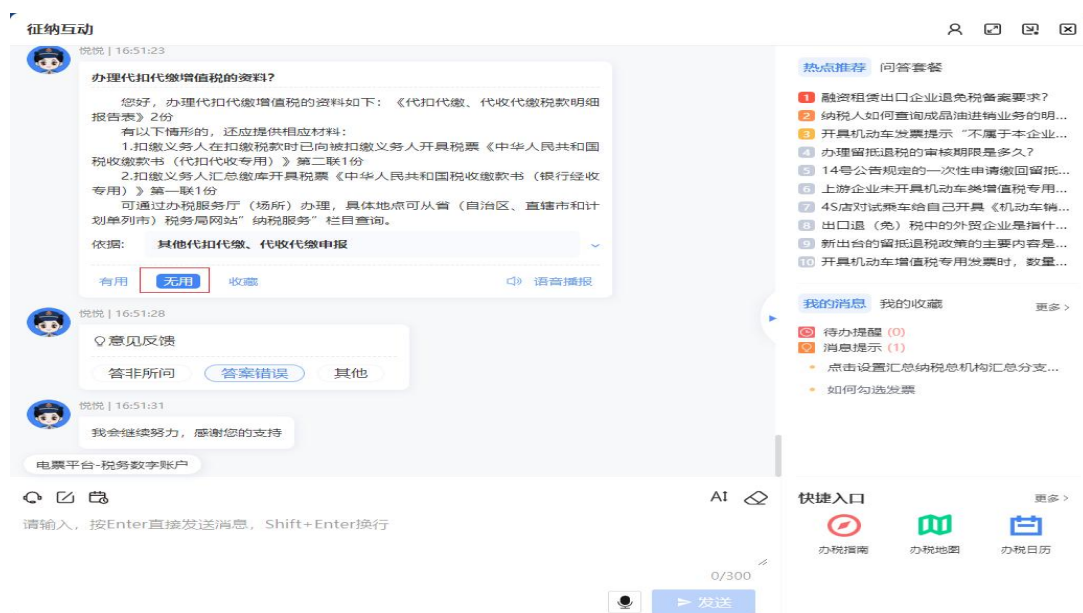 征纳互动
悦悦 | 16:51:23
办理代扣代缴增值税的资料?
您好，办理代扣代缴增值税的资料如下：《代扣代缴、代收代缴税款明细
报告表》2份
有以下情形的，还应提供相应材料：
1.扣缴义务人在扣缴税款时已向被扣缴义务人开具税票《中华人民共和国
税收缴款书（代扣代收专用）》第二联1份
2.扣缴义务人汇总缴库开具税票《中华人民共和国税收缴款书（银行经收
专用）》第一联1份
可通过办税服务厅（场所）办理，具体地点可从省（自治区、直辖市和计
划单列市）税务局网站"纳税服务"栏目查询。
依据: 其他代扣代缴、代收代缴申报
有用 无用 收藏 语音播报
悦悦 | 16:51:28
意见反馈
答非所问 答案错误 其他
悦悦 | 16:51:31
我会继续努力，感谢您的支持
电票平台-税务数字账户
AI
请输入，按Enter直接发送消息，Shift+Enter换行
0/300
发送
热点推荐 问答套餐
1 融资租赁出口企业退免税备案要求?
2 纳税人如何查询成品油进销业务的明...
3 开具机动车发票提示“不属于本企业...
4 办理留抵退税的审核期限是多久?
5 14号公告规定的一次性申请缴回留抵...
6 上游企业未开具机动车类增值税专用...
7 4S店对试乘车给自己开具《机动车销...
8 出口退（免）税中的外贸企业是指什...
9 新出台的留抵退税政策的主要内容是...
10 开具机动车增值税专用发票时，数量...
我的消息 我的收藏 更多 >
待办提醒 (0)
消息提示 (1)
点击设置汇总纳税总机构汇总分支...
如何勾选发票
快捷入口 更多 >
办税指南 办税地图 办税日历